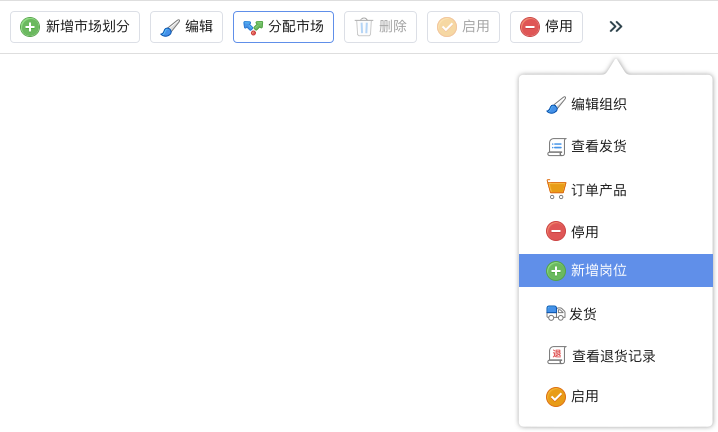 新增市场划分 编辑 分配市场 删除 启用 停用
编辑组织
查看发货
订单产品
停用
新增岗位
发货
退 查看退货记录
启用